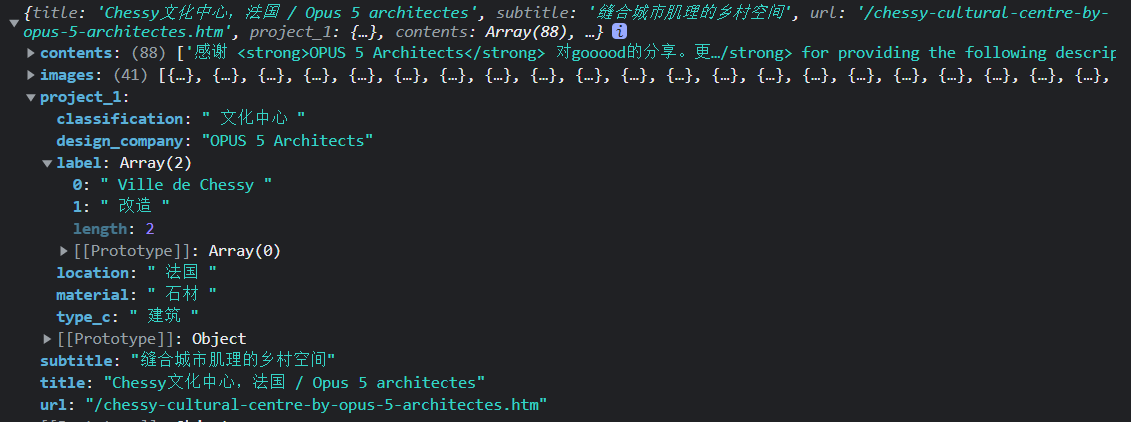 {title: 'Chessy文化中心，法国 / Opus 5 architectes', subtitle: '缝合城市肌理的乡村空间', url: '/chessy-cultural-centre-by-
opus-5-architectes.htm', project_1: {…}, contents: Array(88), …} i
contents: (88) ['感谢 <strong>OPUS 5 Architects</strong> 对gooood的分享。更…/strong> for providing the following descrip
images: (41) [{…}, {…}, {…}, {…}, {…}, {…}, {…}, {…}, {…}, {…}, {…}, {…}, {…}, {…}, {…}, {…}, {…}, {…}, {…}, {…}, {…},
project_1:
classification: " 文化中心 "
design_company: "OPUS 5 Architects"
label: Array(2)
0: " Ville de Chessy "
1: " 改造 "
length: 2
[[Prototype]]: Array(0)
location: " 法国 "
material: " 石材 "
type_c: " 建筑 "
[[Prototype]]: Object
subtitle: "缝合城市肌理的乡村空间"
title: "Chessy文化中心，法国 / Opus 5 architectes"
url: "/chessy-cultural-centre-by-opus-5-architectes.htm"